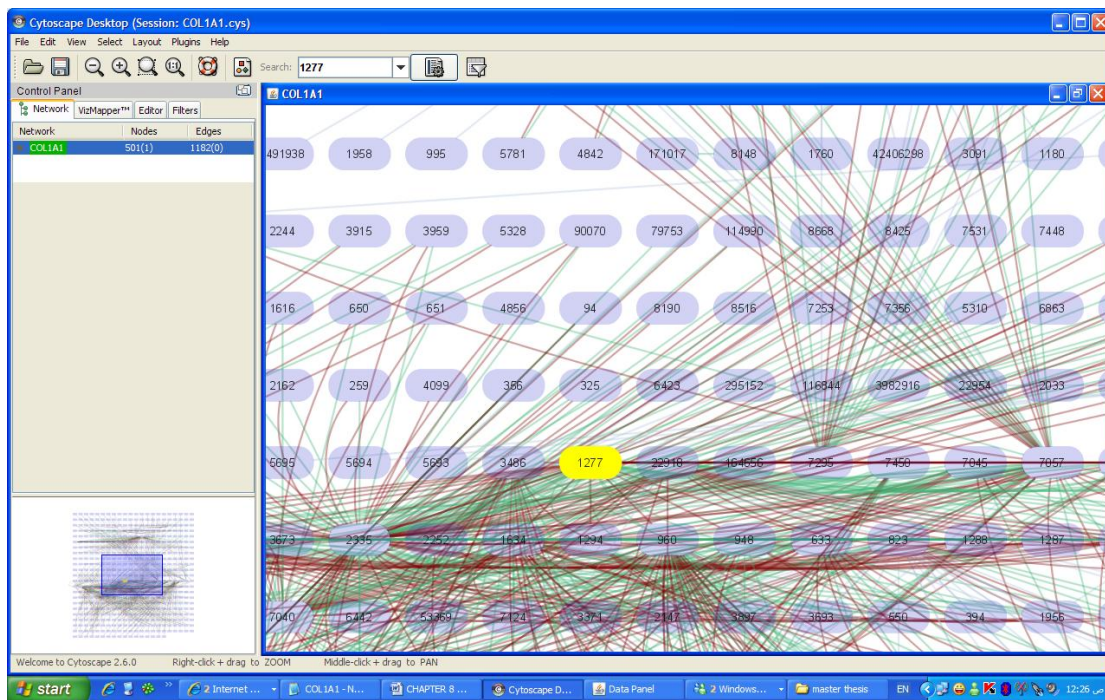 Cytoscape Desktop (Session: COL1A1.cys)
File Edit View Select Layout Plugins Help
Search: 1277
Control Panel
Network VizMapper™ Editor Filters
Network Nodes Edges
COL1A1 501(1) 1182(0)
COL1A1
491938 1958 995 5781 4842 171017 8148 1760 42406298 3091 1180
2244 3915 3959 5328 90070 79753 114990 8668 8425 7531 7448
1616 650 651 4856 94 8190 8516 7253 7356 5310 6863
2162 259 4099 366 325 6423 295152 116844 3982916 22954 2033
5695 5694 5693 3486 1277 22918 164656 7295 7450 7045 7057
3673 2335 2252 1634 1294 960 948 633 823 1288 1287
7040 6442 53369 7124 3371 2147 3897 3693 550 394 1956
Welcome to Cytoscape 2.6.0 Right-click + drag to ZOOM Middle-click + drag to PAN
start 2 Internet ... COL1A1 - N... CHAPTER 8 ... Cytoscape D... Data Panel 2 Windows... master thesis EN 12:26 ص